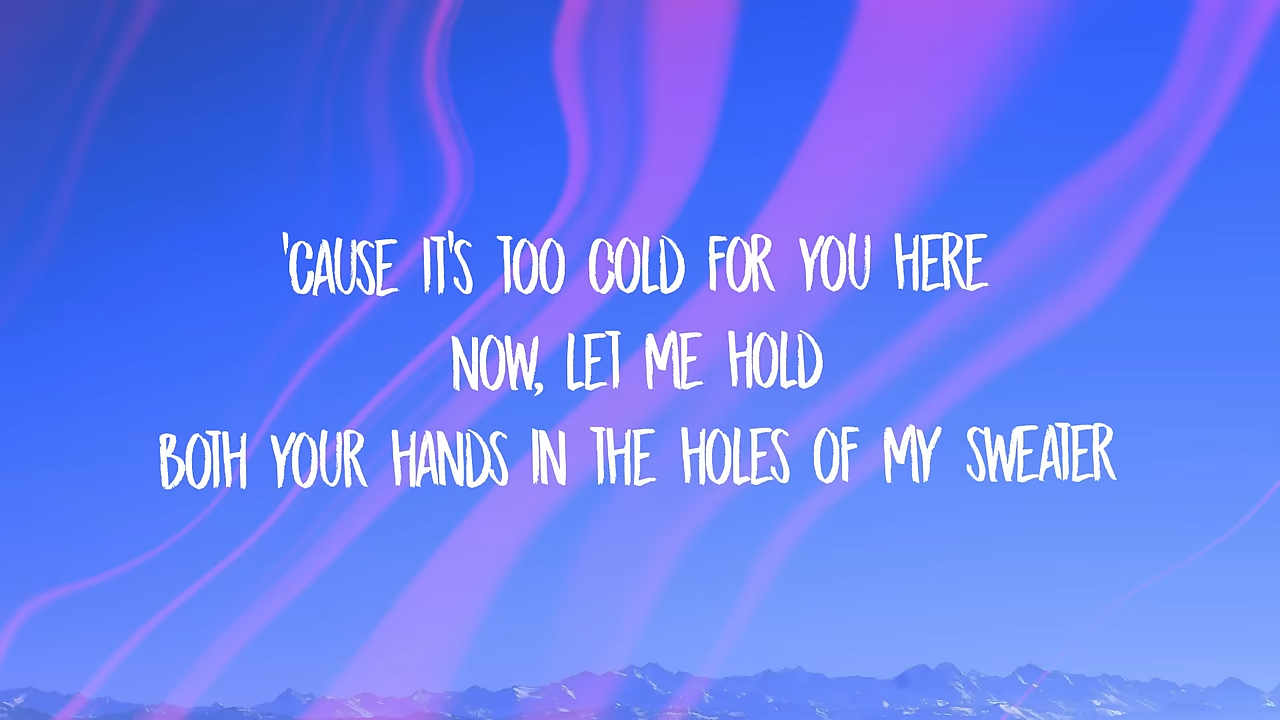 'CAUSE IT'S TOO COLD FOR YOU HERE
NOW, LET ME HOLD
BOTH YOUR HANDS IN THE HOLES OF MY SWEATER